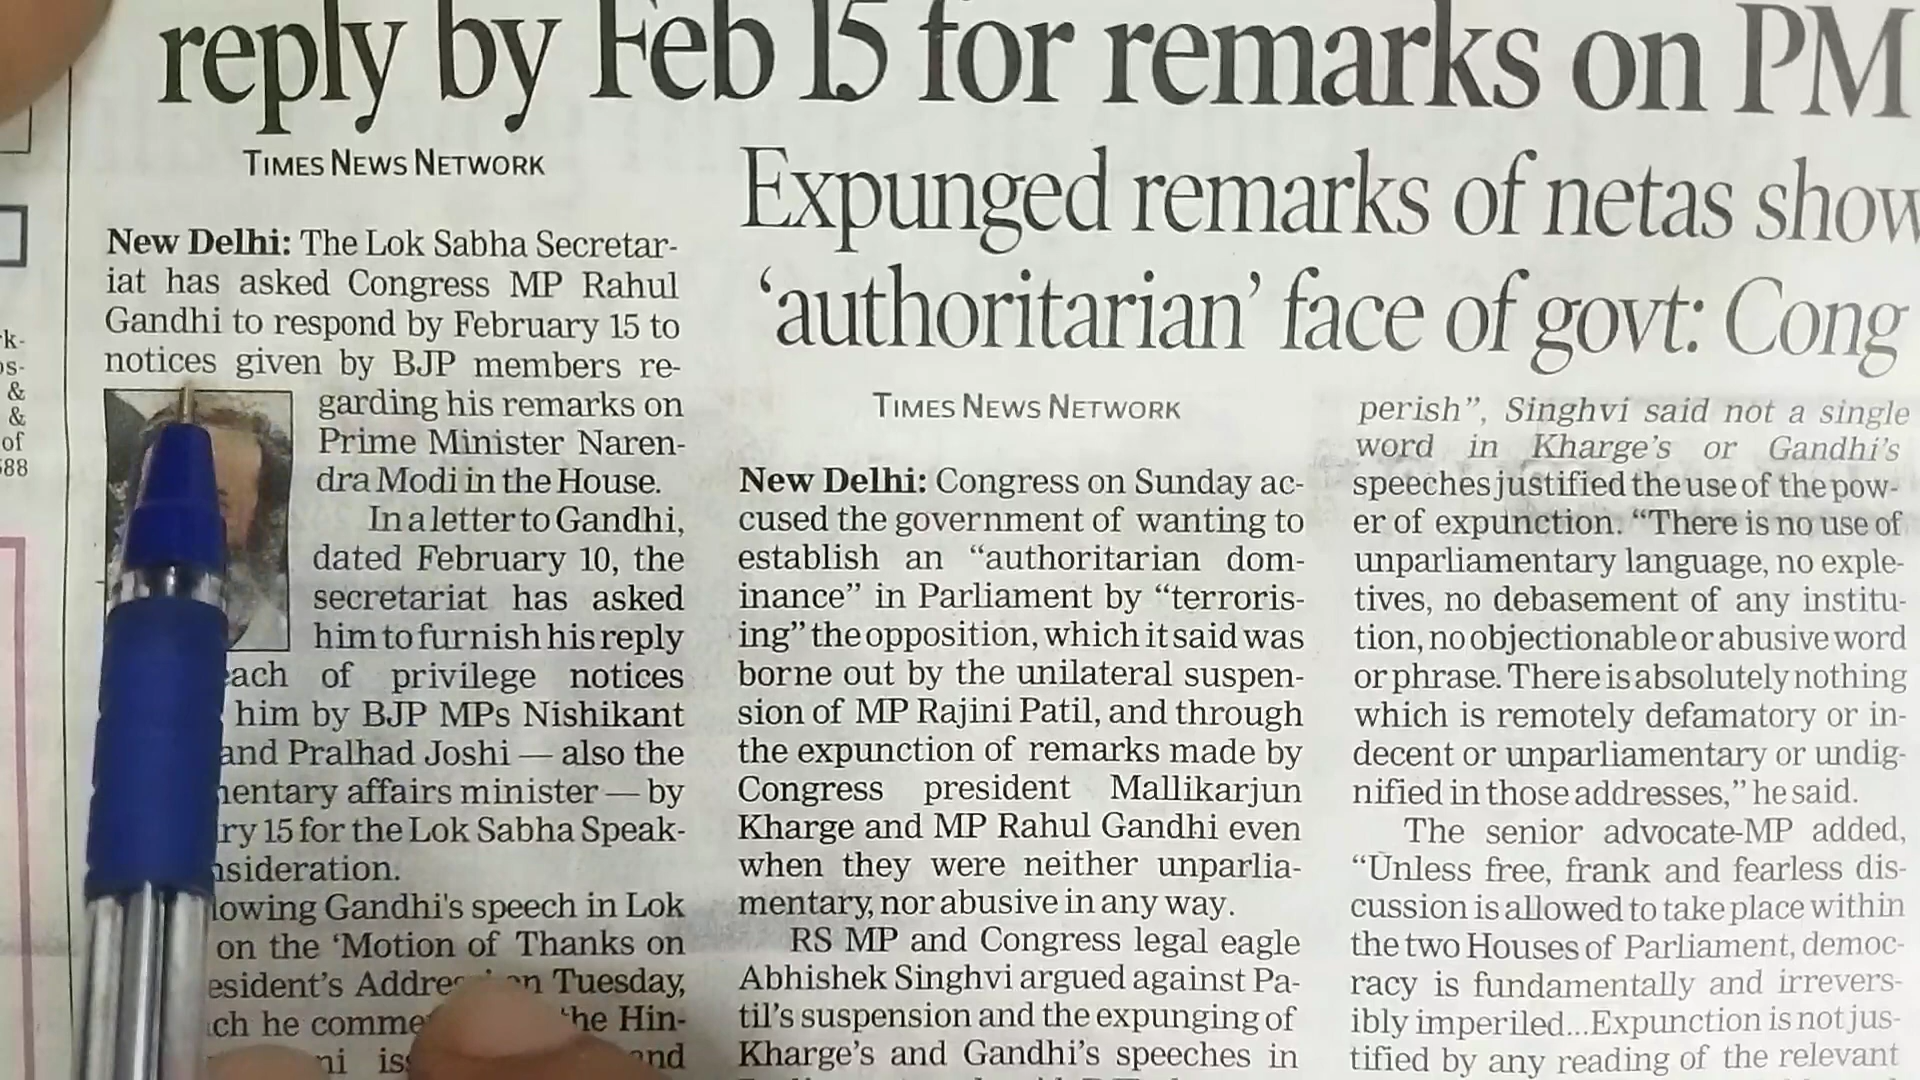 reply by Feb 15 for remarks on PM
TIMES NEWS NETWORK
New Delhi: The Lok Sabha Secretar-
iat has asked Congress MP Rahul
Gandhi to respond by February 15 to
notices given by BJP members re-
garding his remarks on
Prime Minister Naren-
dra Modi in the House.
In a letter to Gandhi,
dated February 10, the
secretariat has asked
him to furnish his reply
of privilege notices
him by BJP MPs Nishikant
and Pralhad Joshi — also the
affairs minister — by
15 for the Lok Sabha Speak-
Gandhi's speech in Lok
on the ‘Motion of Thanks on
Tuesday,
he
Hin-
Expunged remarks of netas show
‘authoritarian’ face of govt: Cong
TIMES NEWS NETWORK
New Delhi: Congress on Sunday ac-
cused the government of wanting to
establish an “authoritarian dom-
inance” in Parliament by “terroris-
ing” the opposition, which it said was
borne out by the unilateral suspen-
sion of MP Rajini Patil, and through
the expunction of remarks made by
Congress president Mallikarjun
Kharge and MP Rahul Gandhi even
when they were neither unparlia-
mentary, nor abusive in any way.
RS MP and Congress legal eagle
Abhishek Singhvi argued against Pa-
til's suspension and the expunging of
Kharge's and Gandhi's speeches in
perish”, Singhvi said not a single
word in Kharge's or Gandhi's
speeches justified the use of the pow-
er of expunction. “There is no use of
unparliamentary language, no exple-
tives, no debasement of any institu-
tion, no objectionable or abusive word
or phrase. There is absolutely nothing
which is remotely defamatory or in-
decent or unparliamentary or undig-
nified in those addresses,” he said.
The senior advocate-MP added,
“Unless free, frank and fearless dis-
cussion is allowed to take place within
the two Houses of Parliament, democ-
racy is fundamentally and irrevers-
ibly imperiled...Expunction is not jus-
tified by any reading of the relevant